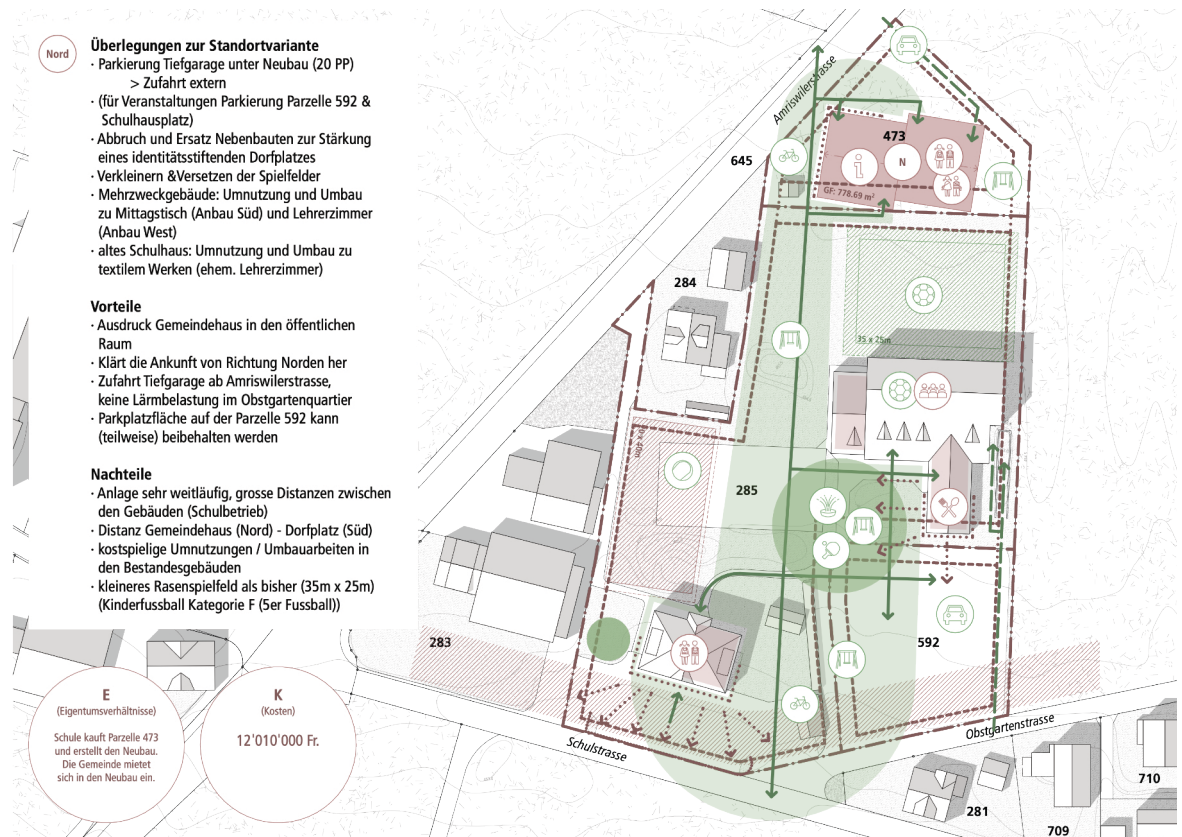 Nord
Überlegungen zur Standortvariante
· Parkierung Tiefgarage unter Neubau (20 PP)
> Zufahrt extern
· (für Veranstaltungen Parkierung Parzelle 592 &
Schulhausplatz)
· Abbruch und Ersatz Nebenbauten zur Stärkung
eines identitätsstiftenden Dorfplatzes
· Verkleinern &Versetzen der Spielfelder
· Mehrzweckgebäude: Umnutzung und Umbau
zu Mittagstisch (Anbau Süd) und Lehrerzimmer
(Anbau West)
· altes Schulhaus: Umnutzung und Umbau zu
textilem Werken (ehem. Lehrerzimmer)
Vorteile
· Ausdruck Gemeindehaus in den öffentlichen
Raum
· Klärt die Ankunft von Richtung Norden her
· Zufahrt Tiefgarage ab Amriswilerstrasse,
keine Lärmbelastung im Obstgartenquartier
· Parkplatzfläche auf der Parzelle 592 kann
(teilweise) beibehalten werden
Nachteile
· Anlage sehr weitläufig, grosse Distanzen zwischen
den Gebäuden (Schulbetrieb)
· Distanz Gemeindehaus (Nord) - Dorfplatz (Süd)
· kostspielige Umnutzungen / Umbauarbeiten in
den Bestandesgebäuden
· kleineres Rasenspielfeld als bisher (35m x 25m)
(Kinderfussball Kategorie F (5er Fussball))
E
(Eigentumsverhältnisse)
Schule kauft Parzelle 473
und erstellt den Neubau.
Die Gemeinde mietet
sich in den Neubau ein.
K
(Kosten)
12'010'000 Fr.
Amriswilerstrasse
473
645
N
GF: 778.69 m²
284
35 x 25m
285
283
592
Schulstrasse
Obstgartenstrasse
281
710
709